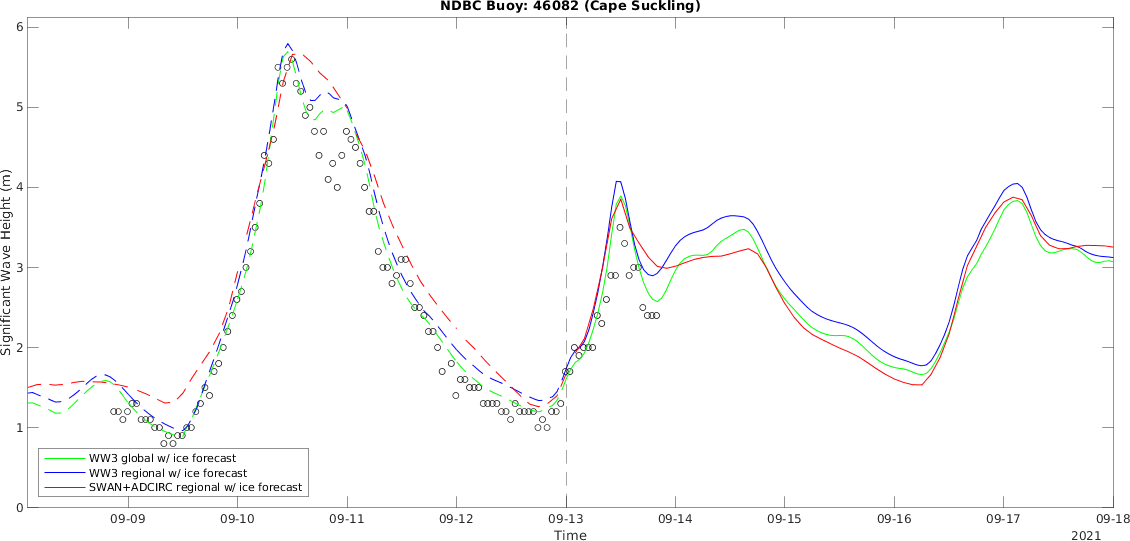 NDBC Buoy: 46082 (Cape Suckling)
6
5
4
3
2
1
0
Significant Wave Height (m)
WW3 global w/ ice forecast
WW3 regional w/ ice forecast
SWAN+ADCIRC regional w/ ice forecast
09-09 09-10 09-11 09-12 09-13 09-14 09-15 09-16 09-17 09-18
Time
2021